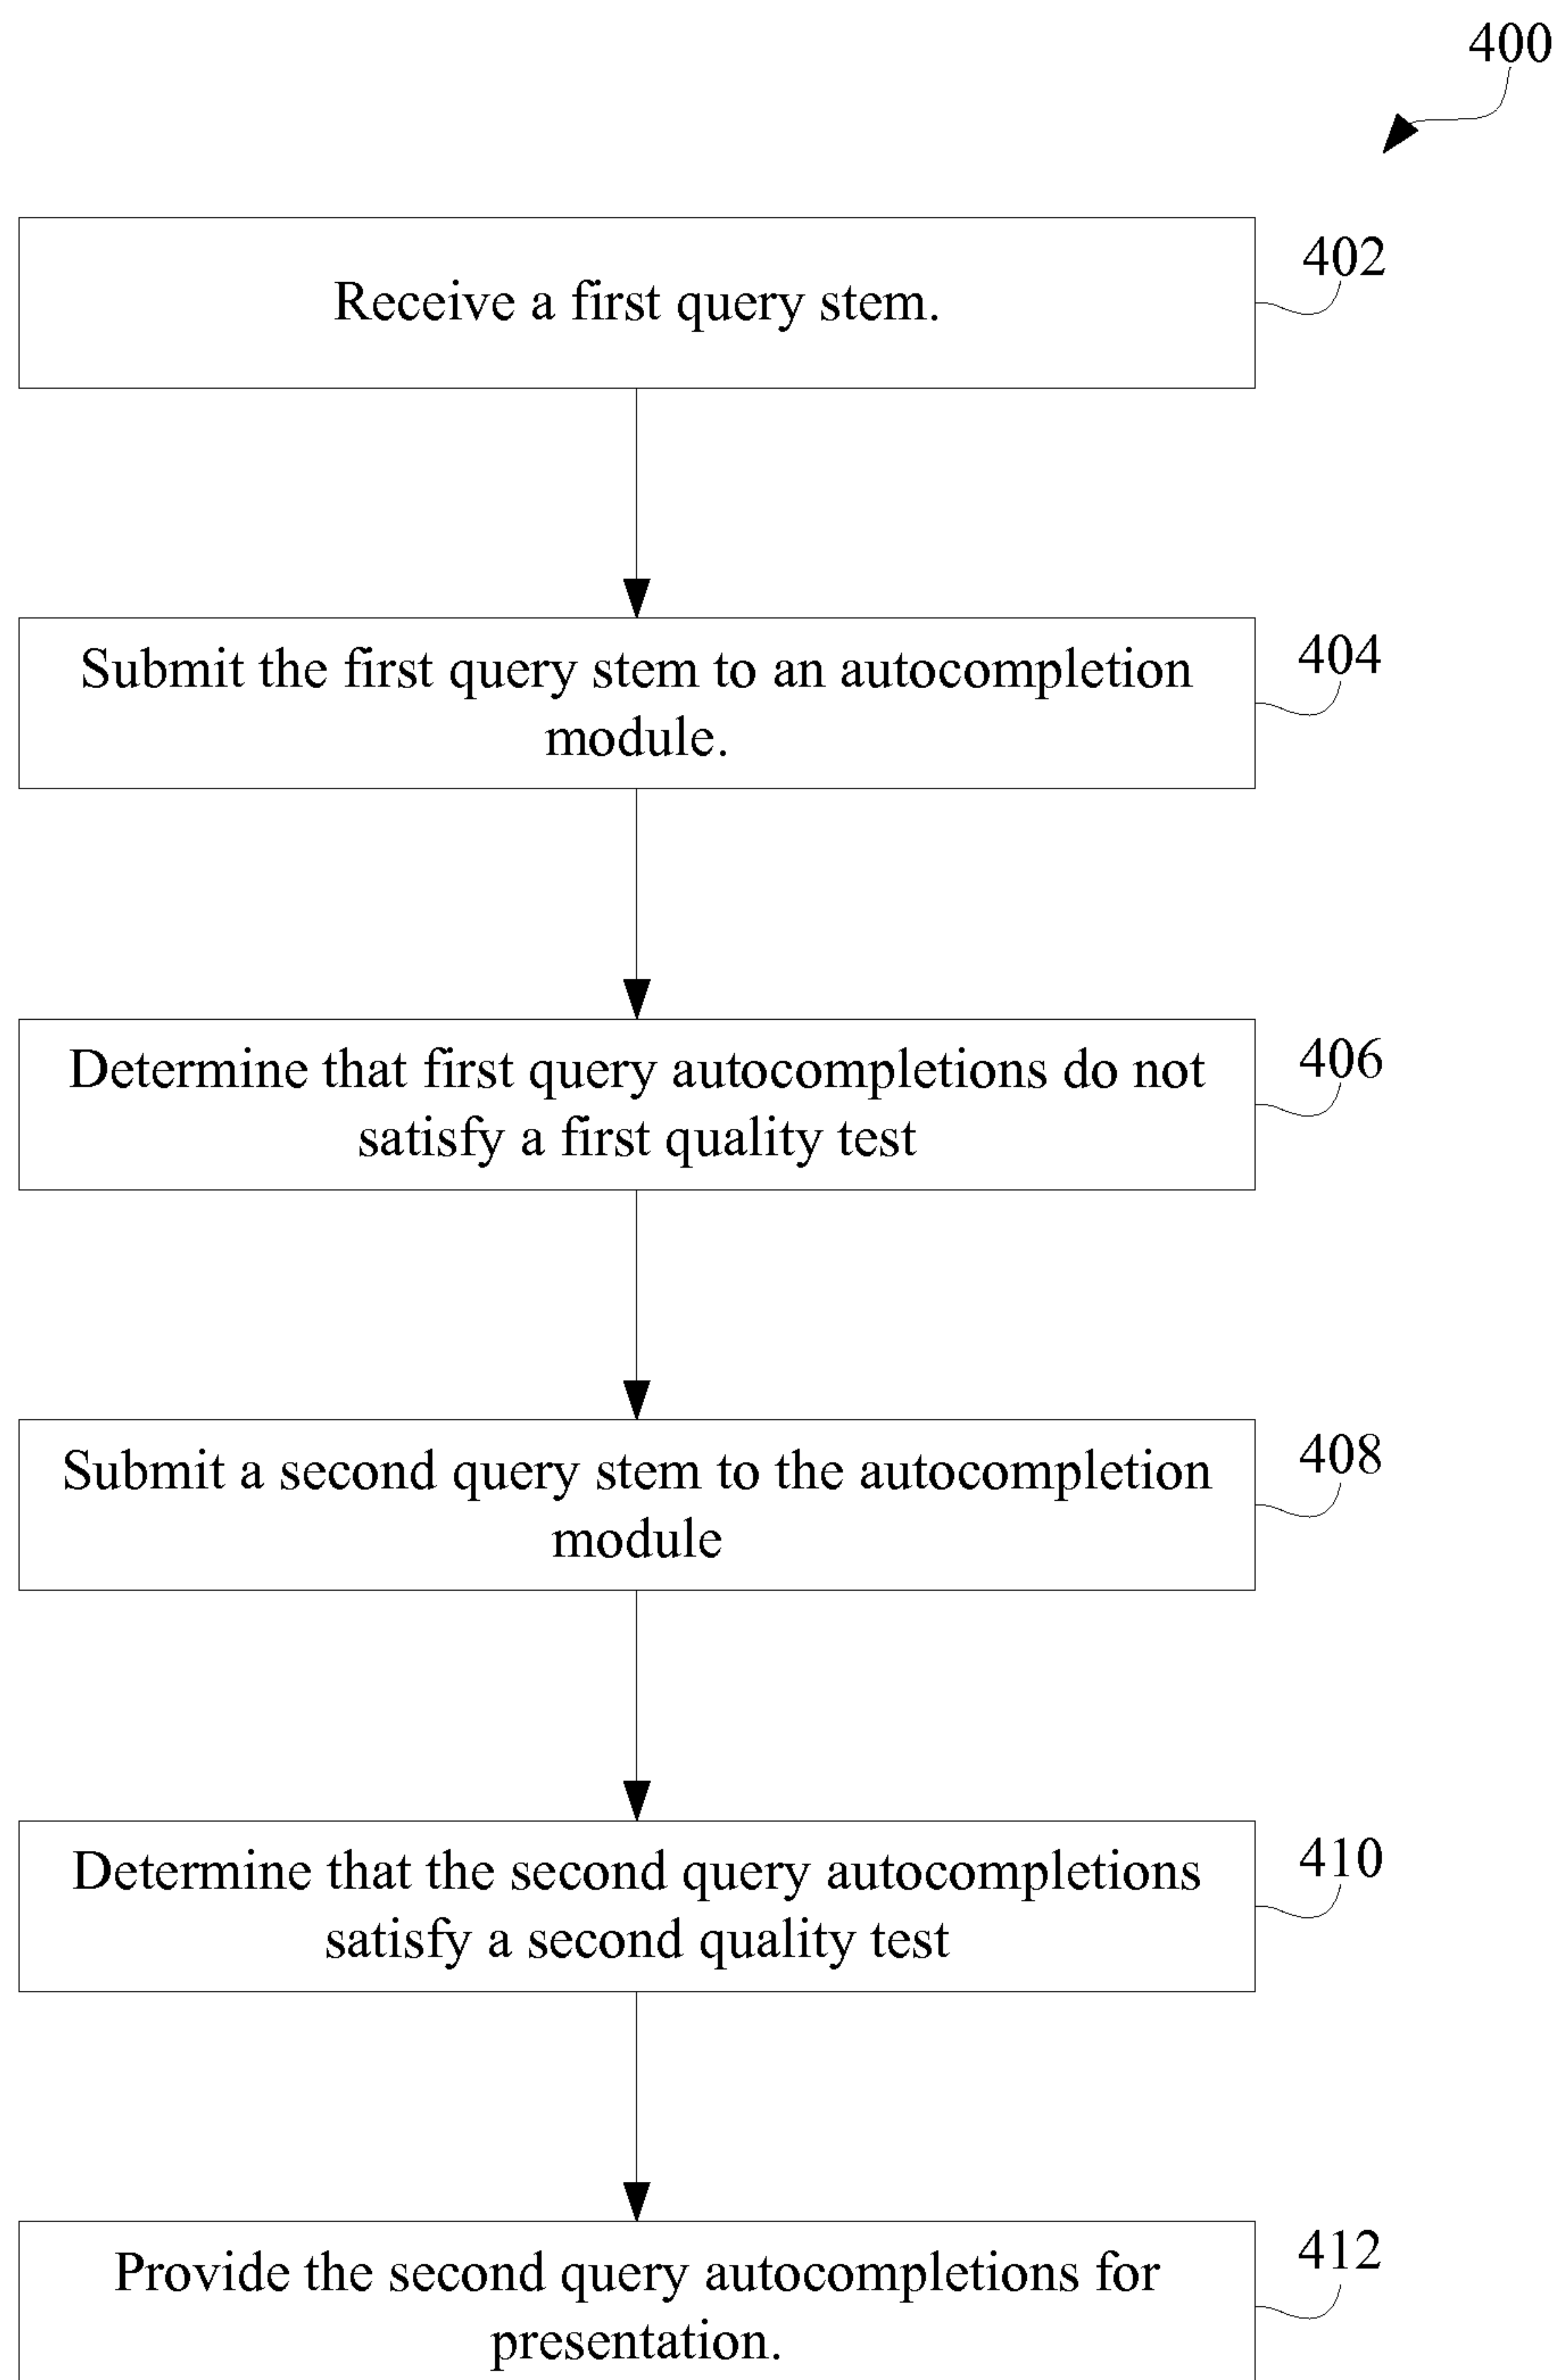 400
Receive a first query stem.
402
Submit the first query stem to an autocompletion
module.
404
Determine that first query autocompletions do not
satisfy a first quality test
406
Submit a second query stem to the autocompletion
module
408
Determine that the second query autocompletions
satisfy a second quality test
410
Provide the second query autocompletions for
presentation.
412